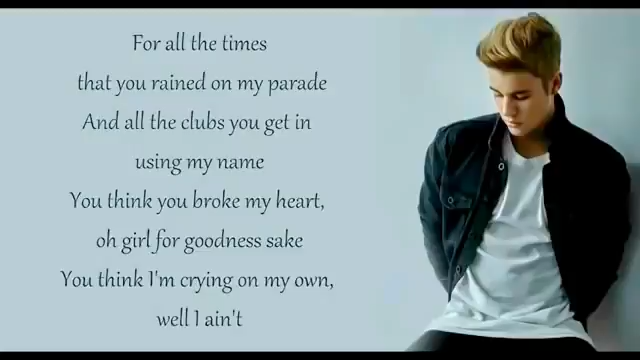 For all the times
that you rained on my parade
And all the clubs you get in
using my name
You think you broke my heart,
oh girl for goodness sake
You think I'm crying on my own,
well I ain't